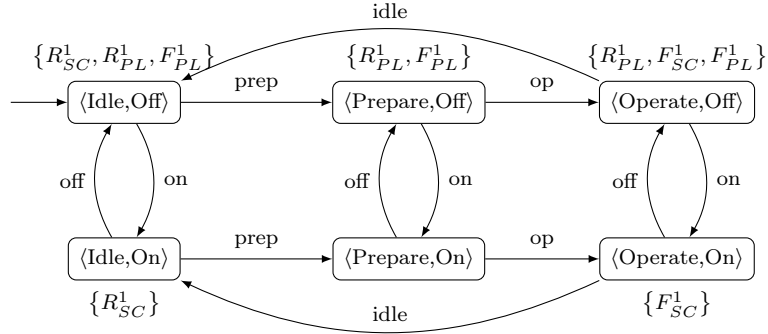 idle
{R^1_{SC}, R^1_{PL}, F^1_{PL}} {R^1_{PL}, F^1_{PL}} {R^1_{PL}, F^1_{SC}, F^1_{PL}}
prep op
⟨Idle,Off⟩ ⟨Prepare,Off⟩ ⟨Operate,Off⟩
off on off on off on
prep op
⟨Idle,On⟩ ⟨Prepare,On⟩ ⟨Operate,On⟩
{R^1_{SC}} {F^1_{SC}}
idle